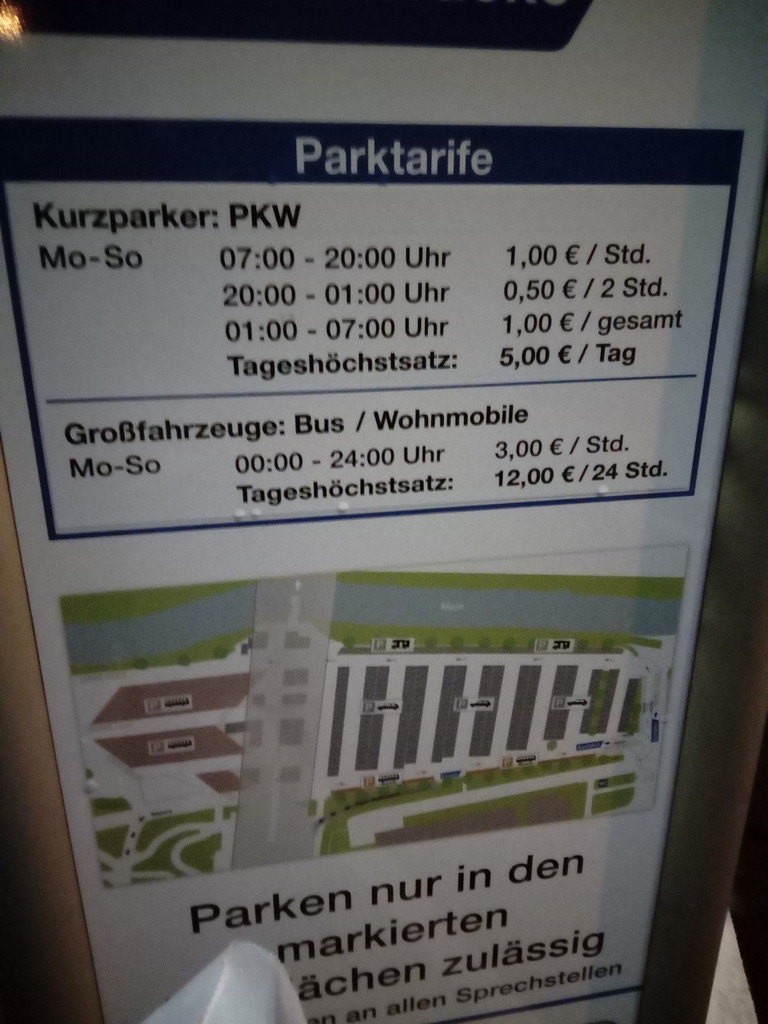 Parktarife
Kurzparker: PKW
Mo-So 07:00 - 20:00 Uhr 1,00 € / Std.
20:00 - 01:00 Uhr 0,50 € / 2 Std.
01:00 - 07:00 Uhr 1,00 € / gesamt
Tageshöchstsatz: 5,00 € / Tag
Großfahrzeuge: Bus / Wohnmobile
Mo-So 00:00 - 24:00 Uhr 3,00 € / Std.
Tageshöchstsatz: 12,00 € / 24 Std.
Main
Parken nur in den
markierten
ächen zulässig
en an allen Sprechstellen